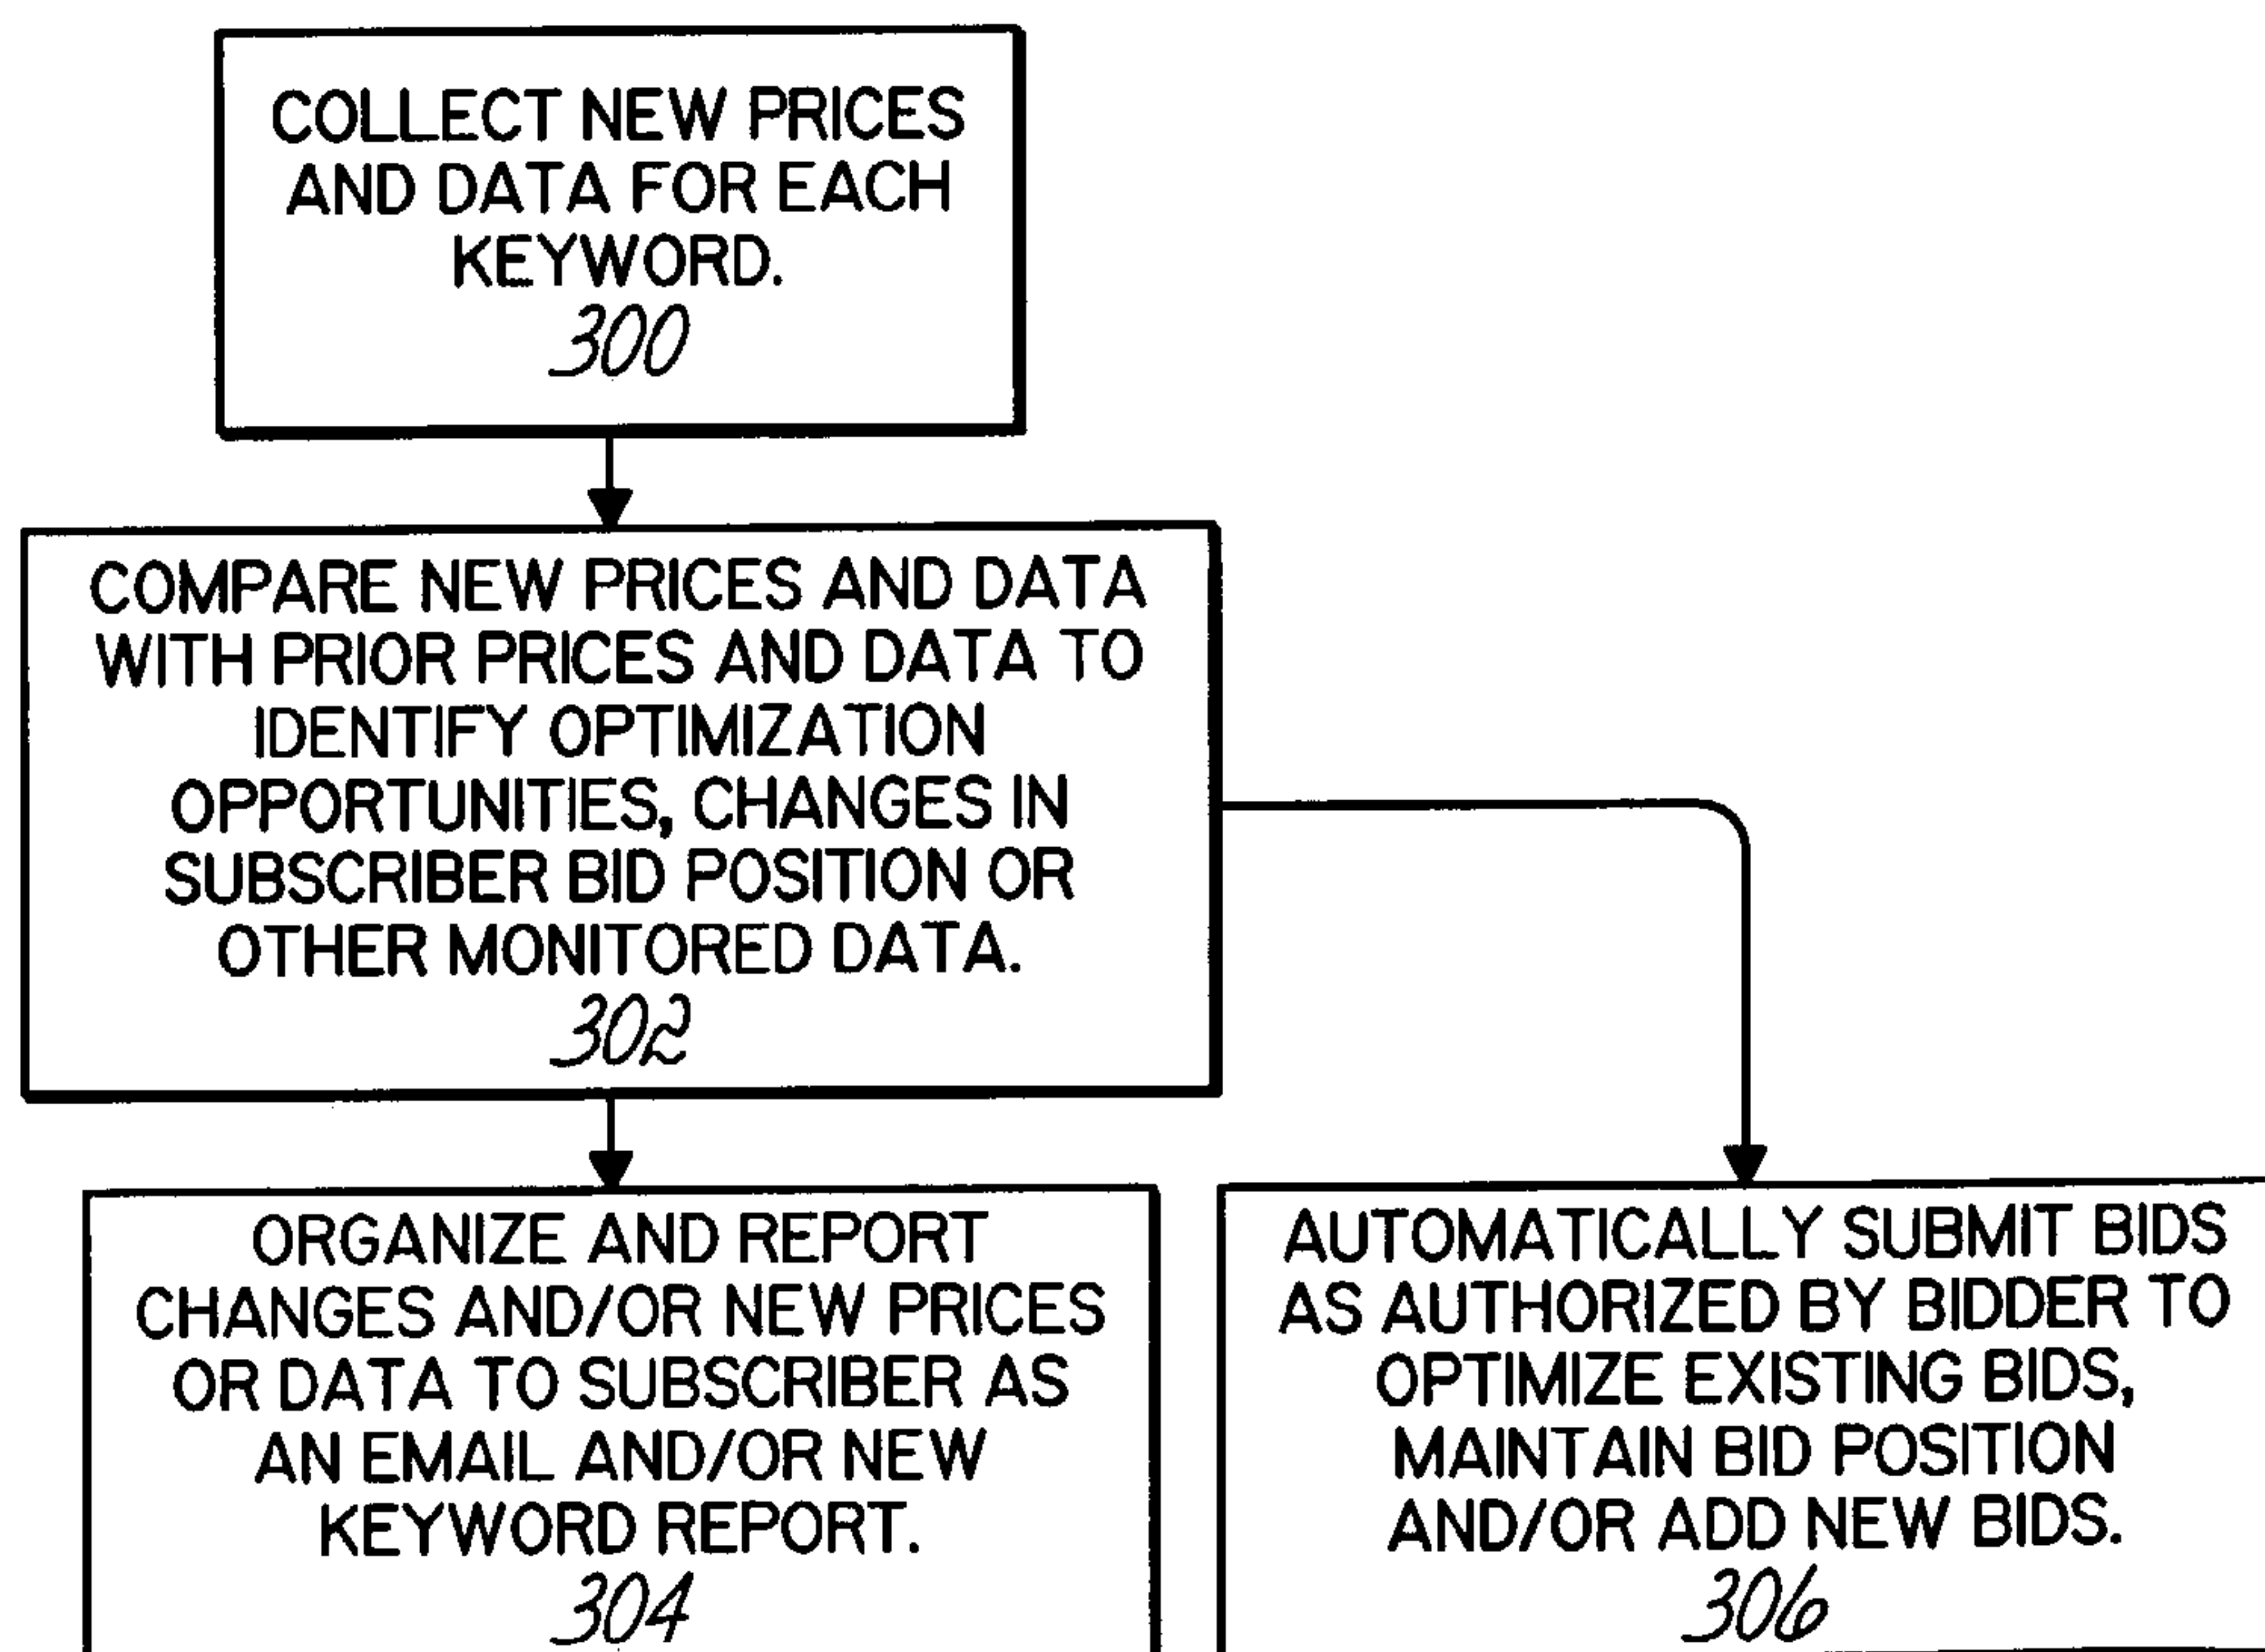 COLLECT NEW PRICES
AND DATA FOR EACH
KEYWORD.
300
COMPARE NEW PRICES AND DATA
WITH PRIOR PRICES AND DATA TO
IDENTIFY OPTIMIZATION
OPPORTUNITIES, CHANGES IN
SUBSCRIBER BID POSITION OR
OTHER MONITORED DATA.
302
ORGANIZE AND REPORT
CHANGES AND/OR NEW PRICES
OR DATA TO SUBSCRIBER AS
AN EMAIL AND/OR NEW
KEYWORD REPORT.
304
AUTOMATICALLY SUBMIT BIDS
AS AUTHORIZED BY BIDDER TO
OPTIMIZE EXISTING BIDS,
MAINTAIN BID POSITION
AND/OR ADD NEW BIDS.
306